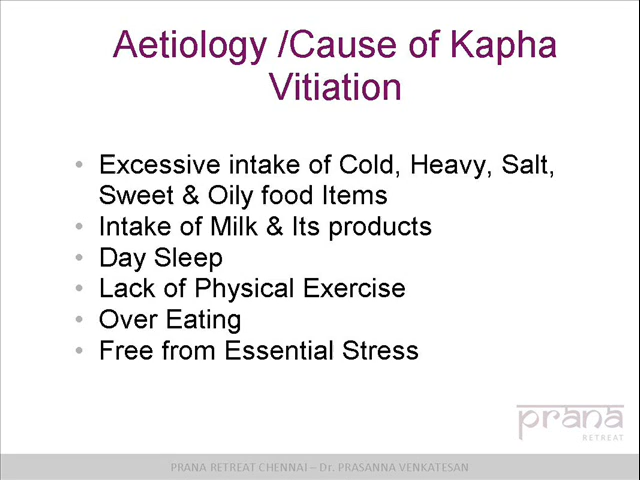 Aetiology /Cause of Kapha
Vitiation
• Excessive intake of Cold, Heavy, Salt,
Sweet & Oily food Items
• Intake of Milk & Its products
• Day Sleep
• Lack of Physical Exercise
• Over Eating
• Free from Essential Stress
prana
RETREAT
PRANA RETREAT CHENNAI – Dr. PRASANNA VENKATESAN